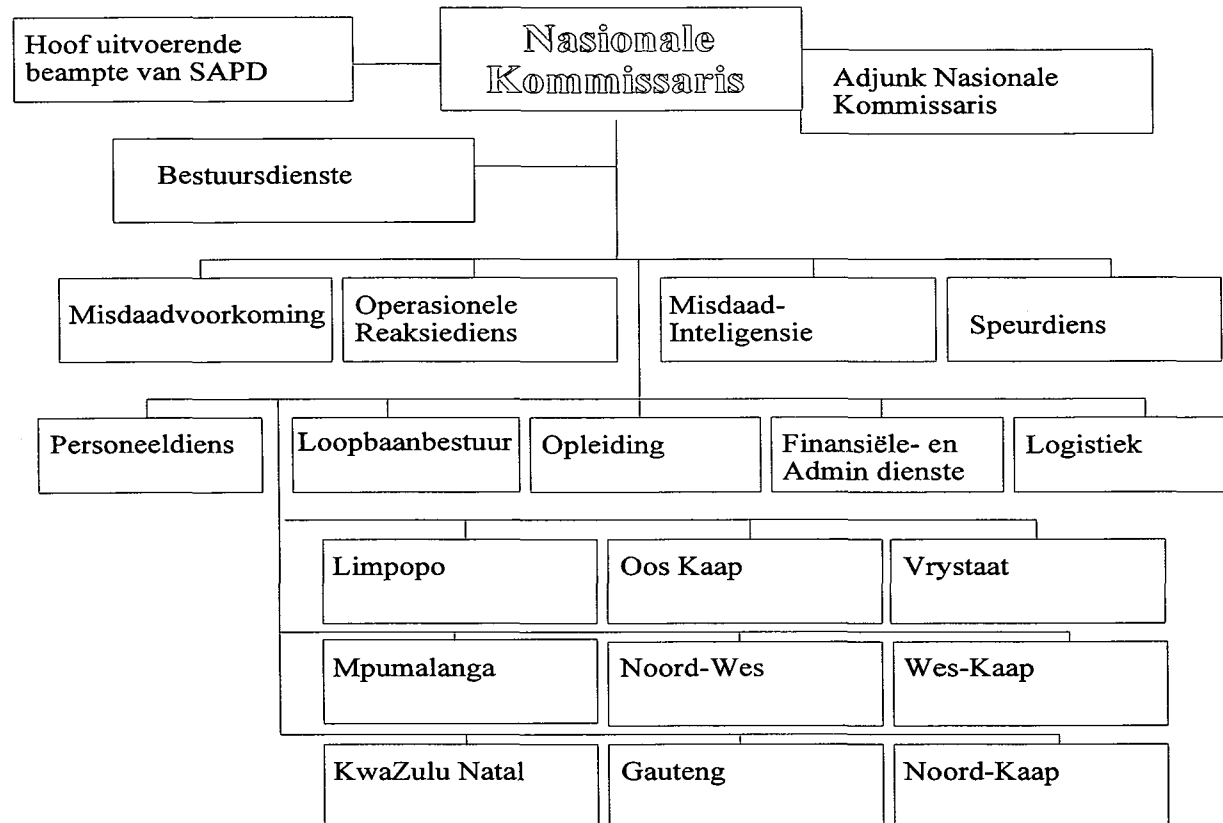 Hoof uitvoerende
beampte van SAPD
Nasionale
Kommissaris
Adjunk Nasionale
Kommissaris
Bestuursdienste
Misdaadvoorkoming
Operasionele
Reaksiediens
Misdaad-
Inteligensie
Speurdiens
Personeeldiens
Loopbaanbestuur
Opleiding
Finansiële- en
Admin dienste
Logistiek
Limpopo
Oos Kaap
Vrystaat
Mpumalanga
Noord-Wes
Wes-Kaap
KwaZulu Natal
Gauteng
Noord-Kaap